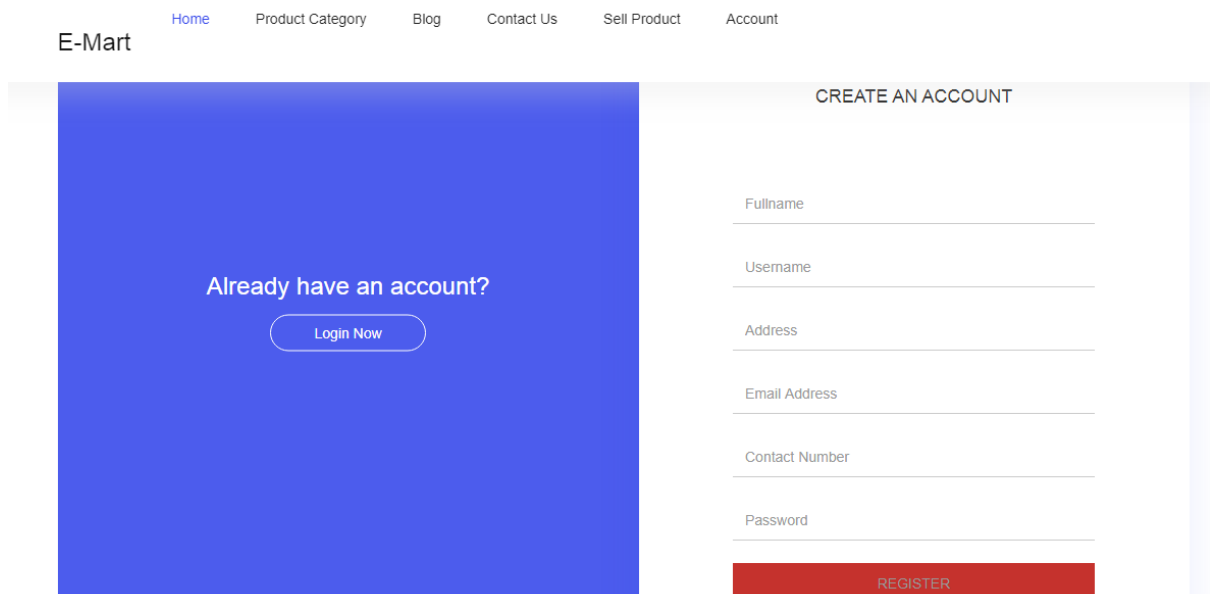 Home Product Category Blog Contact Us Sell Product Account
E-Mart
CREATE AN ACCOUNT
Already have an account?
Login Now
Fullname
Username
Address
Email Address
Contact Number
Password
REGISTER